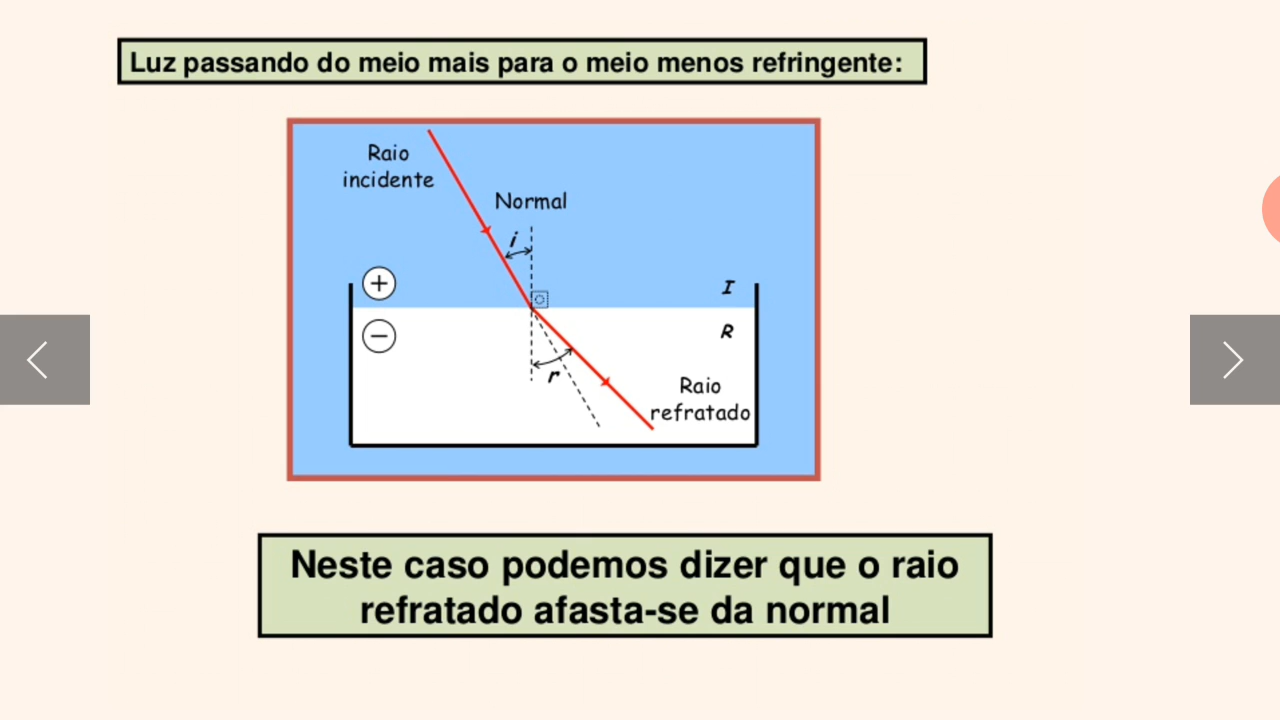 Luz passando do meio mais para o meio menos refringente:
Raio
incidente
Normal
i
+
I
−
R
r
Raio
refratado
Neste caso podemos dizer que o raio
refratado afasta-se da normal